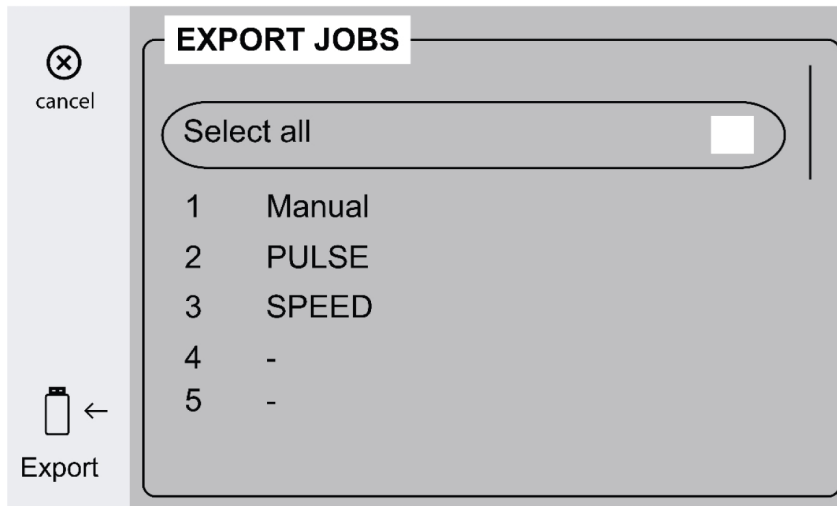 cancel
EXPORT JOBS
Select all
1 Manual
2 PULSE
3 SPEED
4 -
5 -
Export